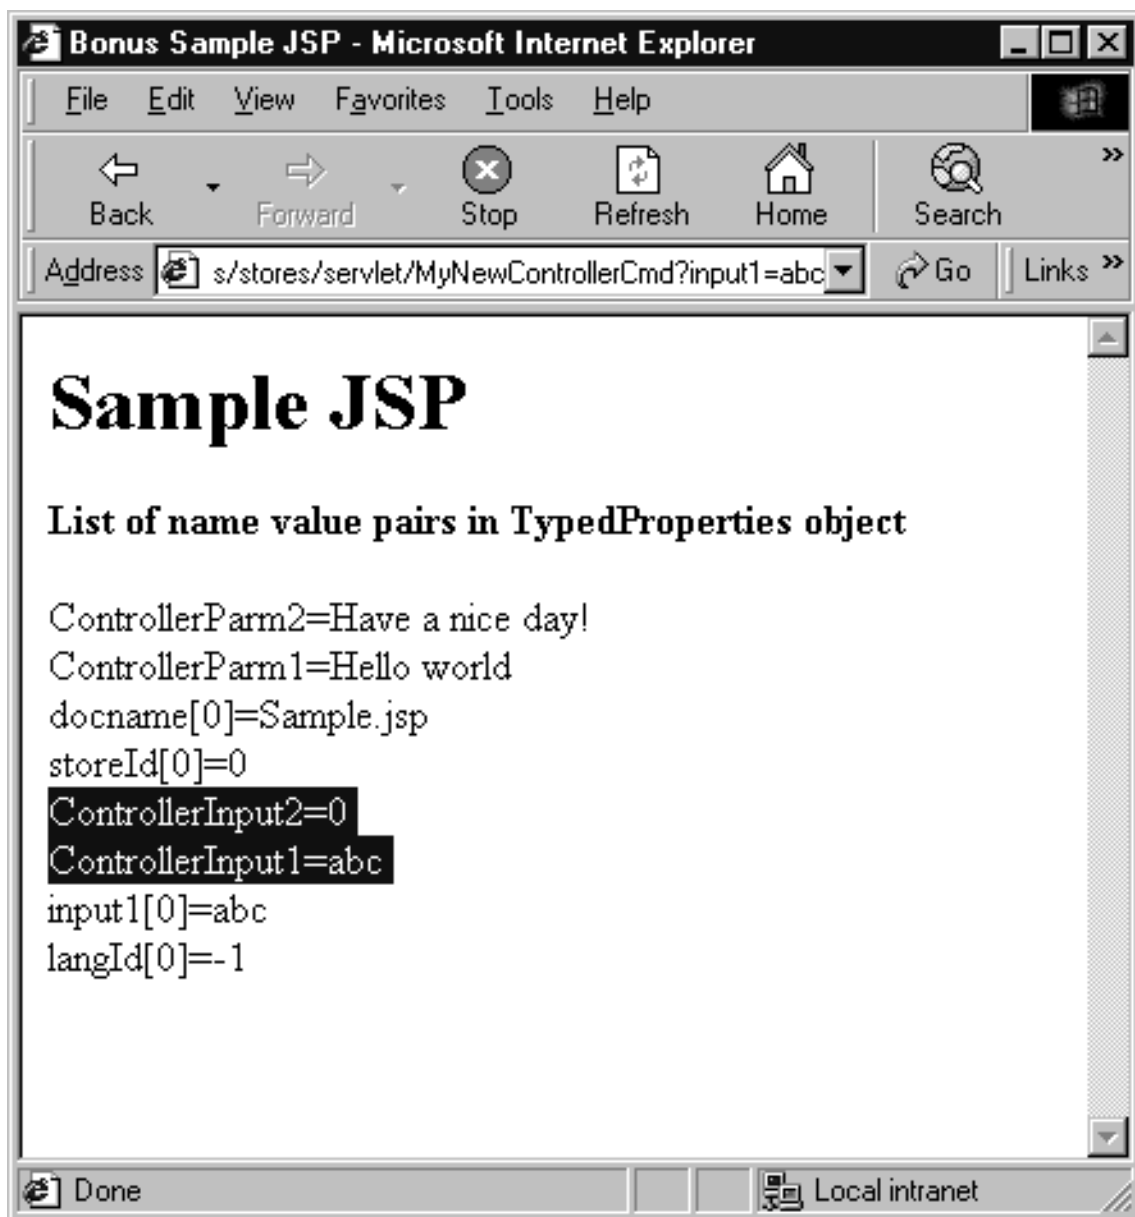 Bonus Sample JSP - Microsoft Internet Explorer
File Edit View Favorites Tools Help
»
Back Forward Stop Refresh Home Search
Address s/stores/servlet/MyNewControllerCmd?input1=abc Go Links »
Sample JSP
List of name value pairs in TypedProperties object
ControllerParm2=Have a nice day!
ControllerParm1=Hello world
docname[0]=Sample.jsp
storeId[0]=0
ControllerInput2=0
ControllerInput1=abc
input1[0]=abc
langId[0]=-1
Done Local intranet